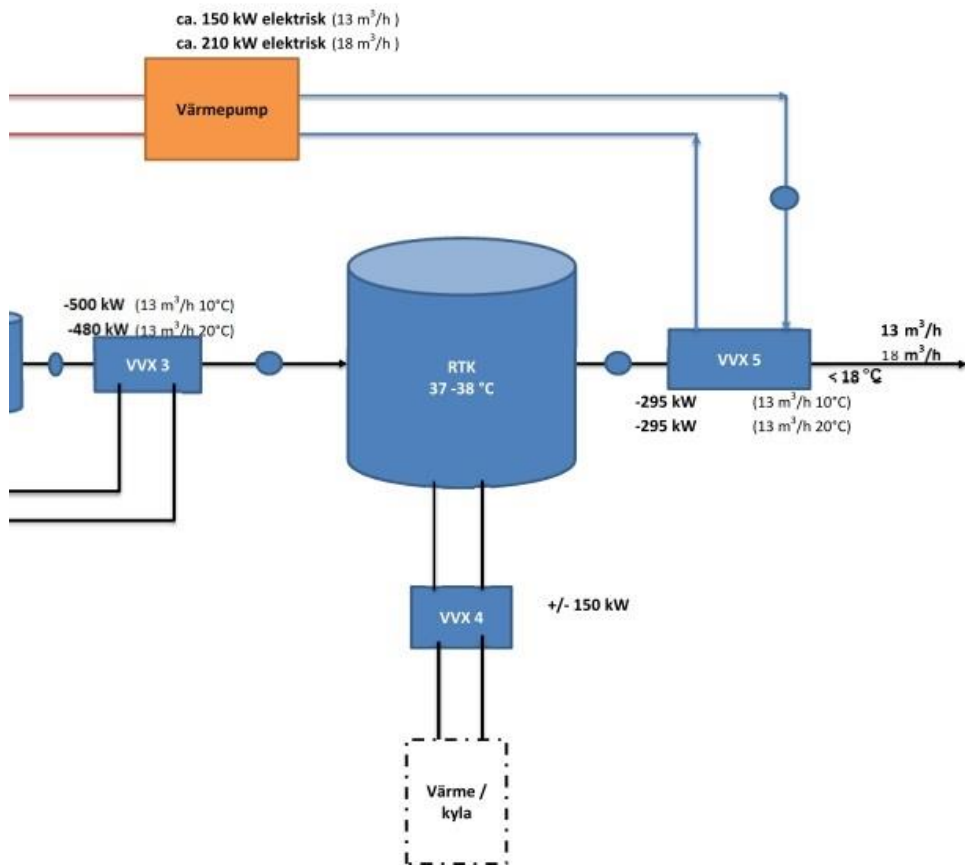 ca. 150 kW elektrisk (13 m³/h )
ca. 210 kW elektrisk (18 m³/h )
Värmepump
-500 kW (13 m³/h 10°C)
-480 kW (13 m³/h 20°C)
VVX 3
RTK
37 -38 °C
VVX 5
13 m³/h
18 m³/h
< 18 °C
-295 kW (13 m³/h 10°C)
-295 kW (13 m³/h 20°C)
VVX 4
+/- 150 kW
Värme /
kyla